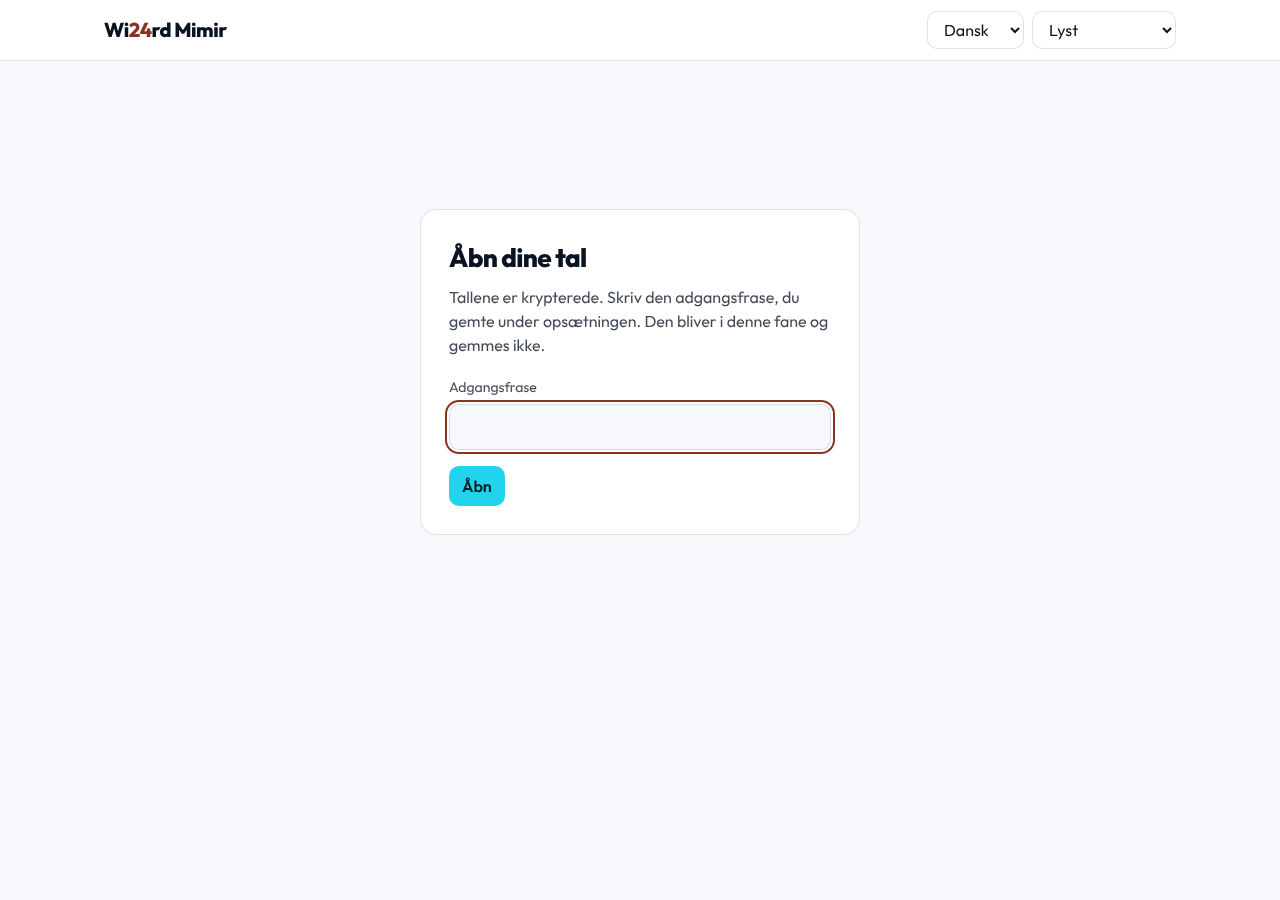 Wi24rd Mimir
Dansk
Lyst
Åbn dine tal
Tallene er krypterede. Skriv den adgangsfrase, du
gemte under opsætningen. Den bliver i denne fane og
gemmes ikke.
Adgangsfrase
Åbn